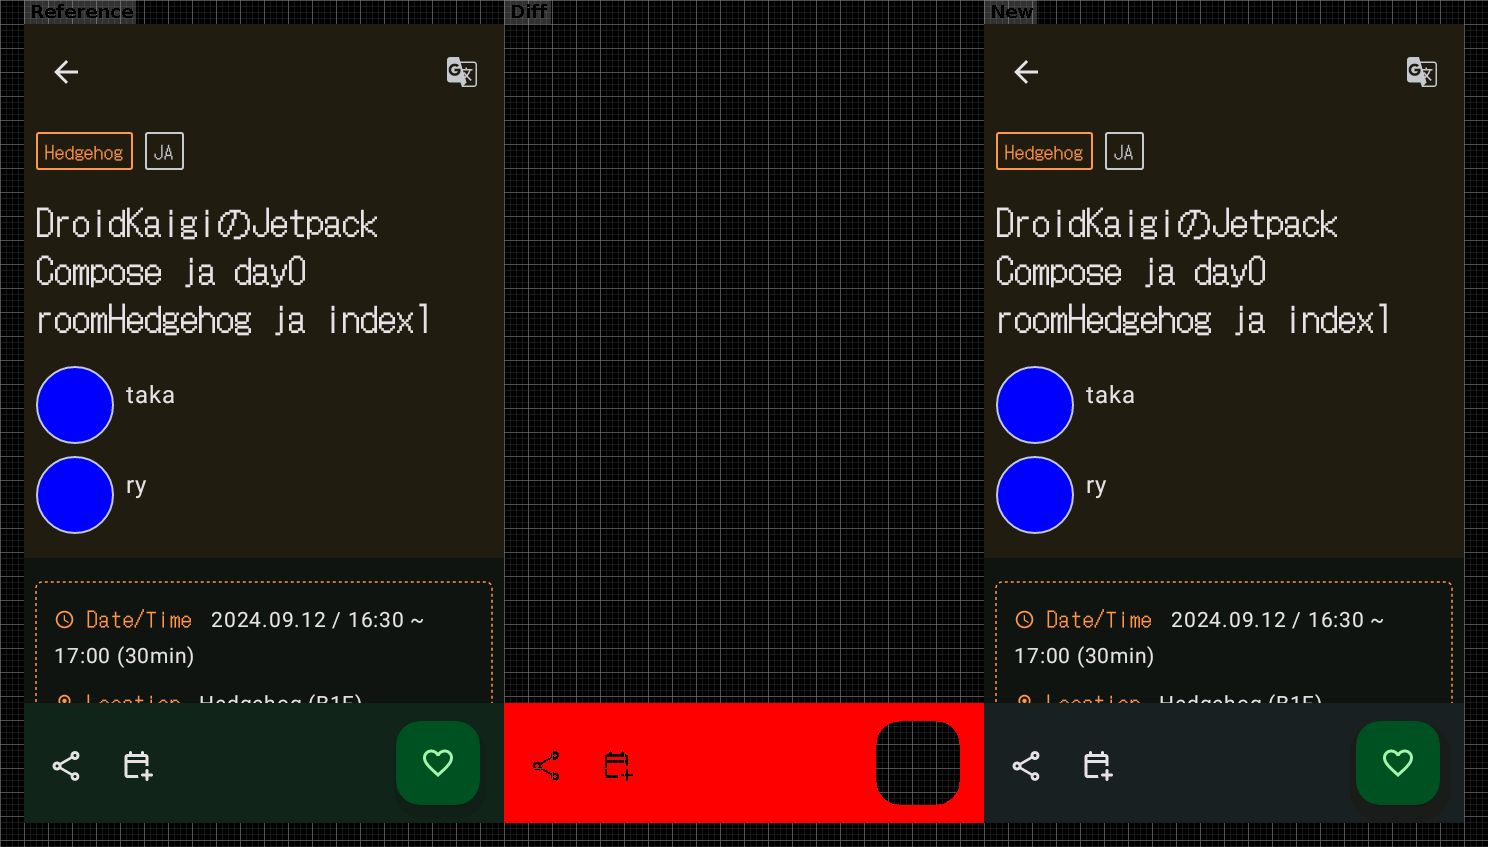 Reference
Diff
New
Hedgehog JA
DroidKaigiのJetpack
Compose ja day0
roomHedgehog ja index1
taka
ry
Date/Time 2024.09.12 / 16:30 ~
17:00 (30min)
Location Hedgehog (B1F)
Hedgehog JA
DroidKaigiのJetpack
Compose ja day0
roomHedgehog ja index1
taka
ry
Date/Time 2024.09.12 / 16:30 ~
17:00 (30min)
Location Hedgehog (B1F)